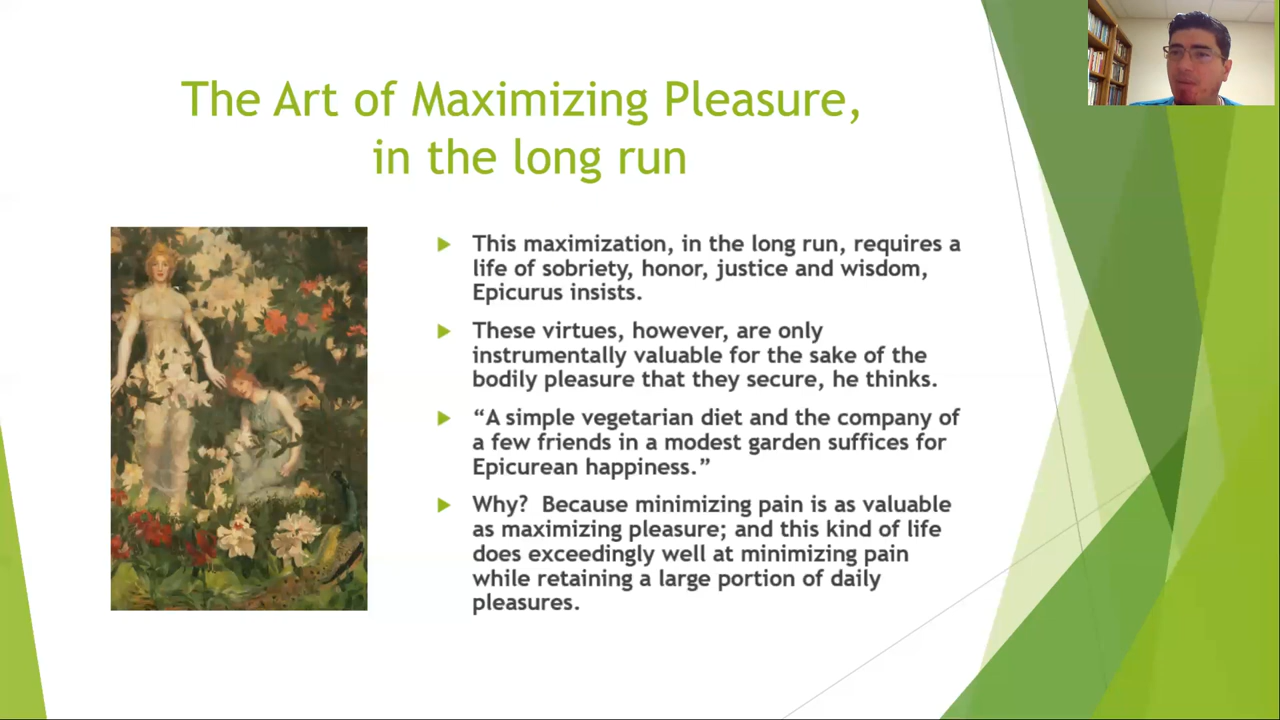 The Art of Maximizing Pleasure,
in the long run
This maximization, in the long run, requires a
life of sobriety, honor, justice and wisdom,
Epicurus insists.
These virtues, however, are only
instrumentally valuable for the sake of the
bodily pleasure that they secure, he thinks.
“A simple vegetarian diet and the company of
a few friends in a modest garden suffices for
Epicurean happiness.”
Why?  Because minimizing pain is as valuable
as maximizing pleasure; and this kind of life
does exceedingly well at minimizing pain
while retaining a large portion of daily
pleasures.